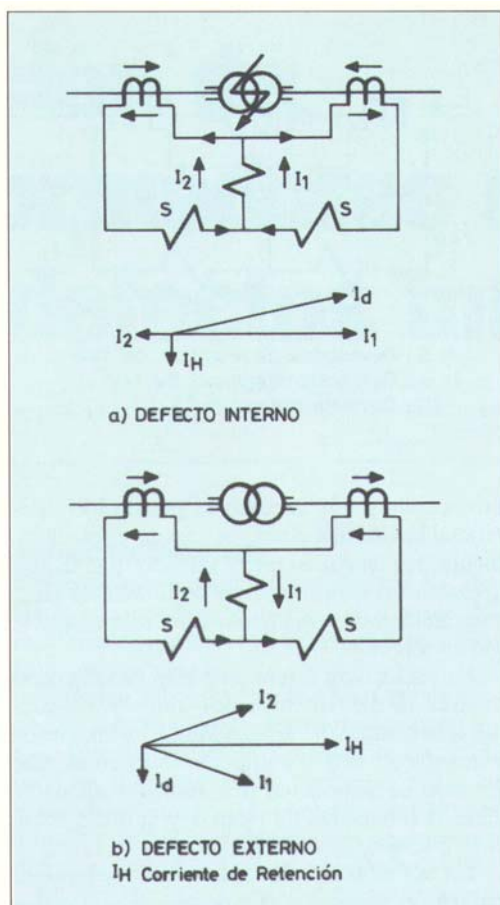 I2 I1
S S
Id
I2 I1
IH
a) DEFECTO INTERNO
I2 I1
S S
I2
IH
Id I1
b) DEFECTO EXTERNO
IH Corriente de Retención